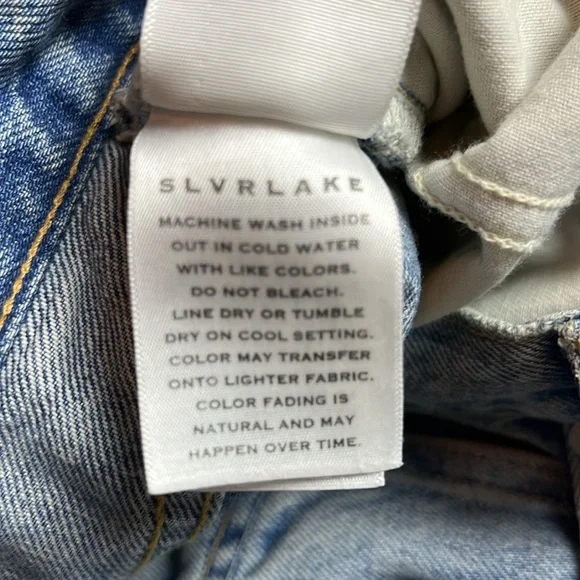 SLVRLAKE
MACHINE WASH INSIDE
OUT IN COLD WATER
WITH LIKE COLORS.
DO NOT BLEACH.
LINE DRY OR TUMBLE
DRY ON COOL SETTING.
COLOR MAY TRANSFER
ONTO LIGHTER FABRIC.
COLOR FADING IS
NATURAL AND MAY
HAPPEN OVER TIME.